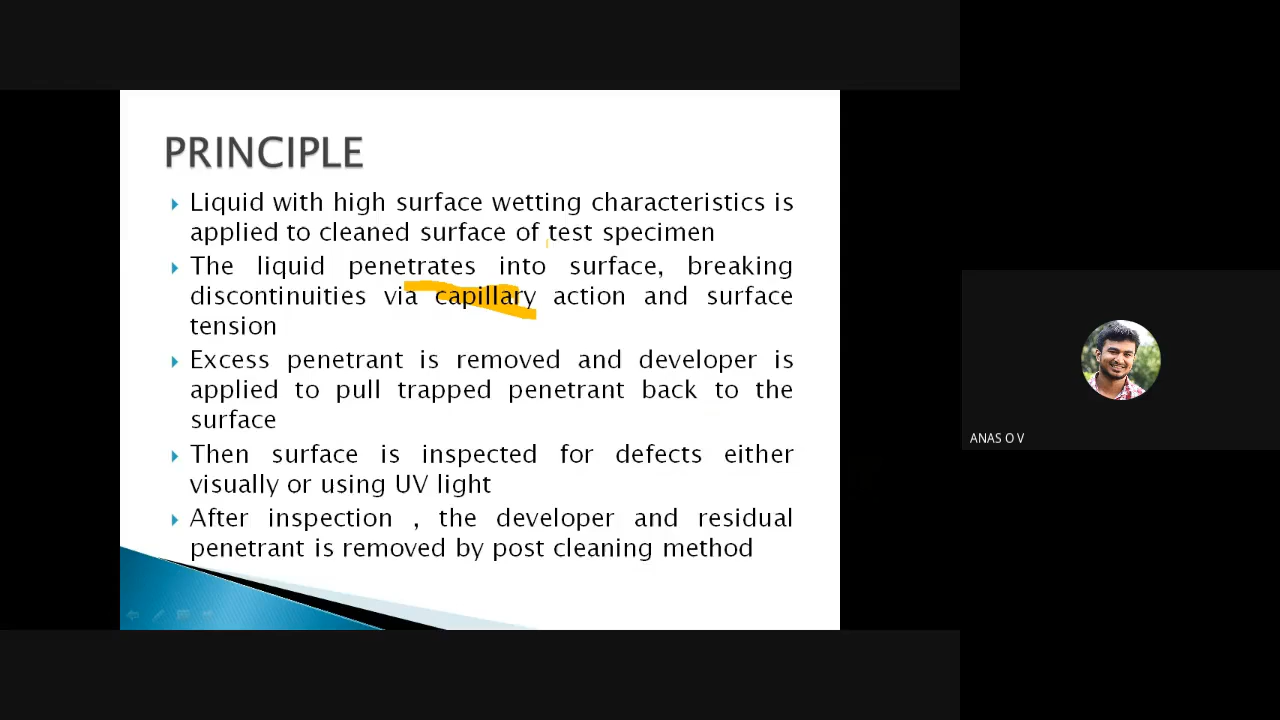 PRINCIPLE
Liquid with high surface wetting characteristics is
applied to cleaned surface of test specimen
The liquid penetrates into surface, breaking
discontinuities via capillary action and surface
tension
Excess penetrant is removed and developer is
applied to pull trapped penetrant back to the
surface
Then surface is inspected for defects either
visually or using UV light
After inspection , the developer and residual
penetrant is removed by post cleaning method
ANAS O V